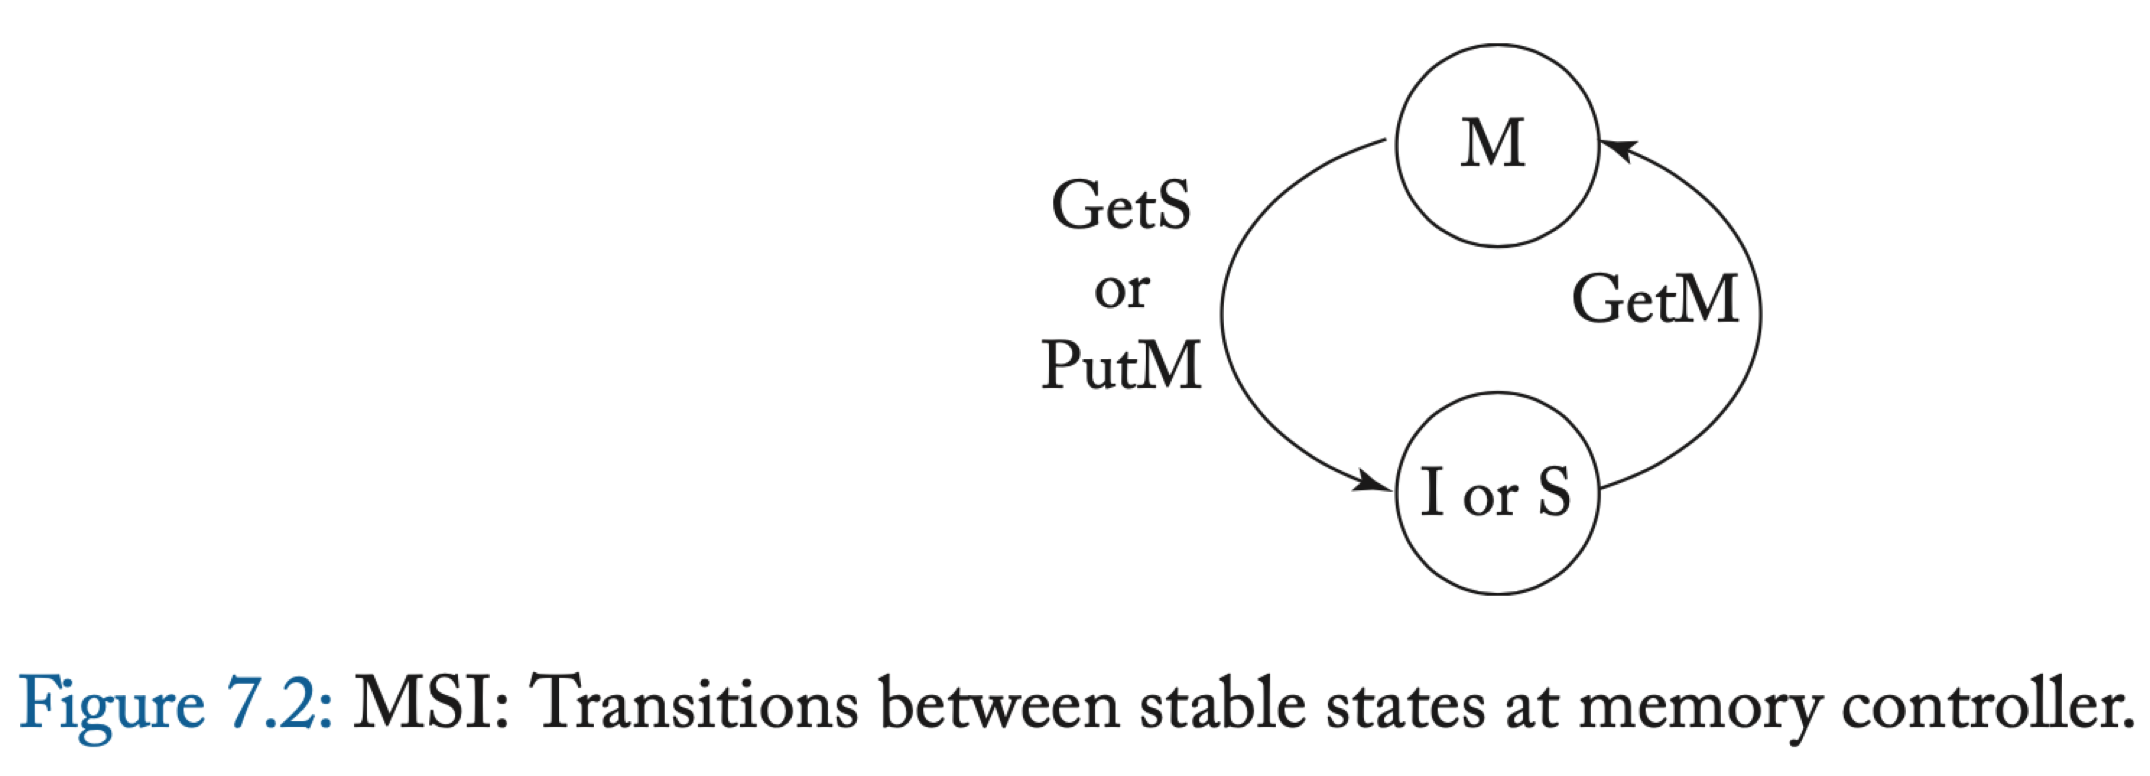 M
GetS
or
PutM
GetM
I or S
Figure 7.2: MSI: Transitions between stable states at memory controller.